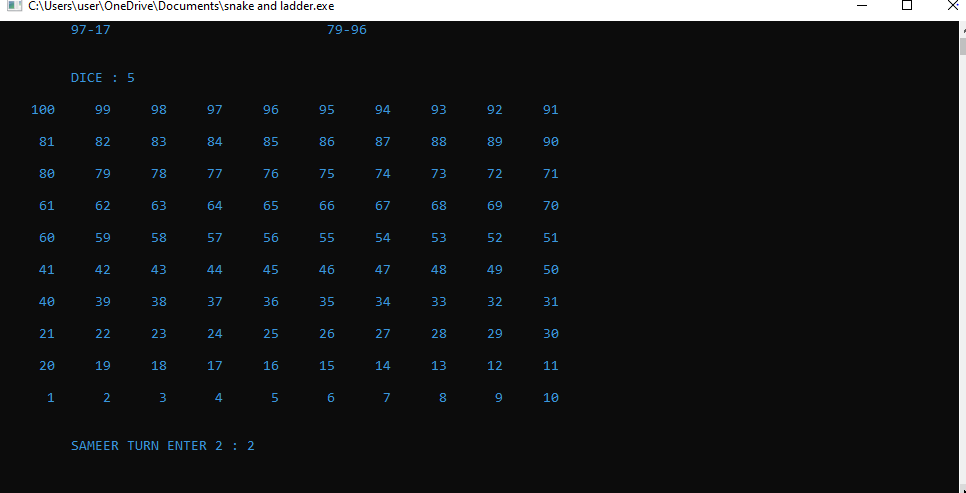 C:\Users\user\OneDrive\Documents\snake and ladder.exe
97-17 79-96
DICE : 5
100 99 98 97 96 95 94 93 92 91
81 82 83 84 85 86 87 88 89 90
80 79 78 77 76 75 74 73 72 71
61 62 63 64 65 66 67 68 69 70
60 59 58 57 56 55 54 53 52 51
41 42 43 44 45 46 47 48 49 50
40 39 38 37 36 35 34 33 32 31
21 22 23 24 25 26 27 28 29 30
20 19 18 17 16 15 14 13 12 11
1 2 3 4 5 6 7 8 9 10
SAMEER TURN ENTER 2 : 2